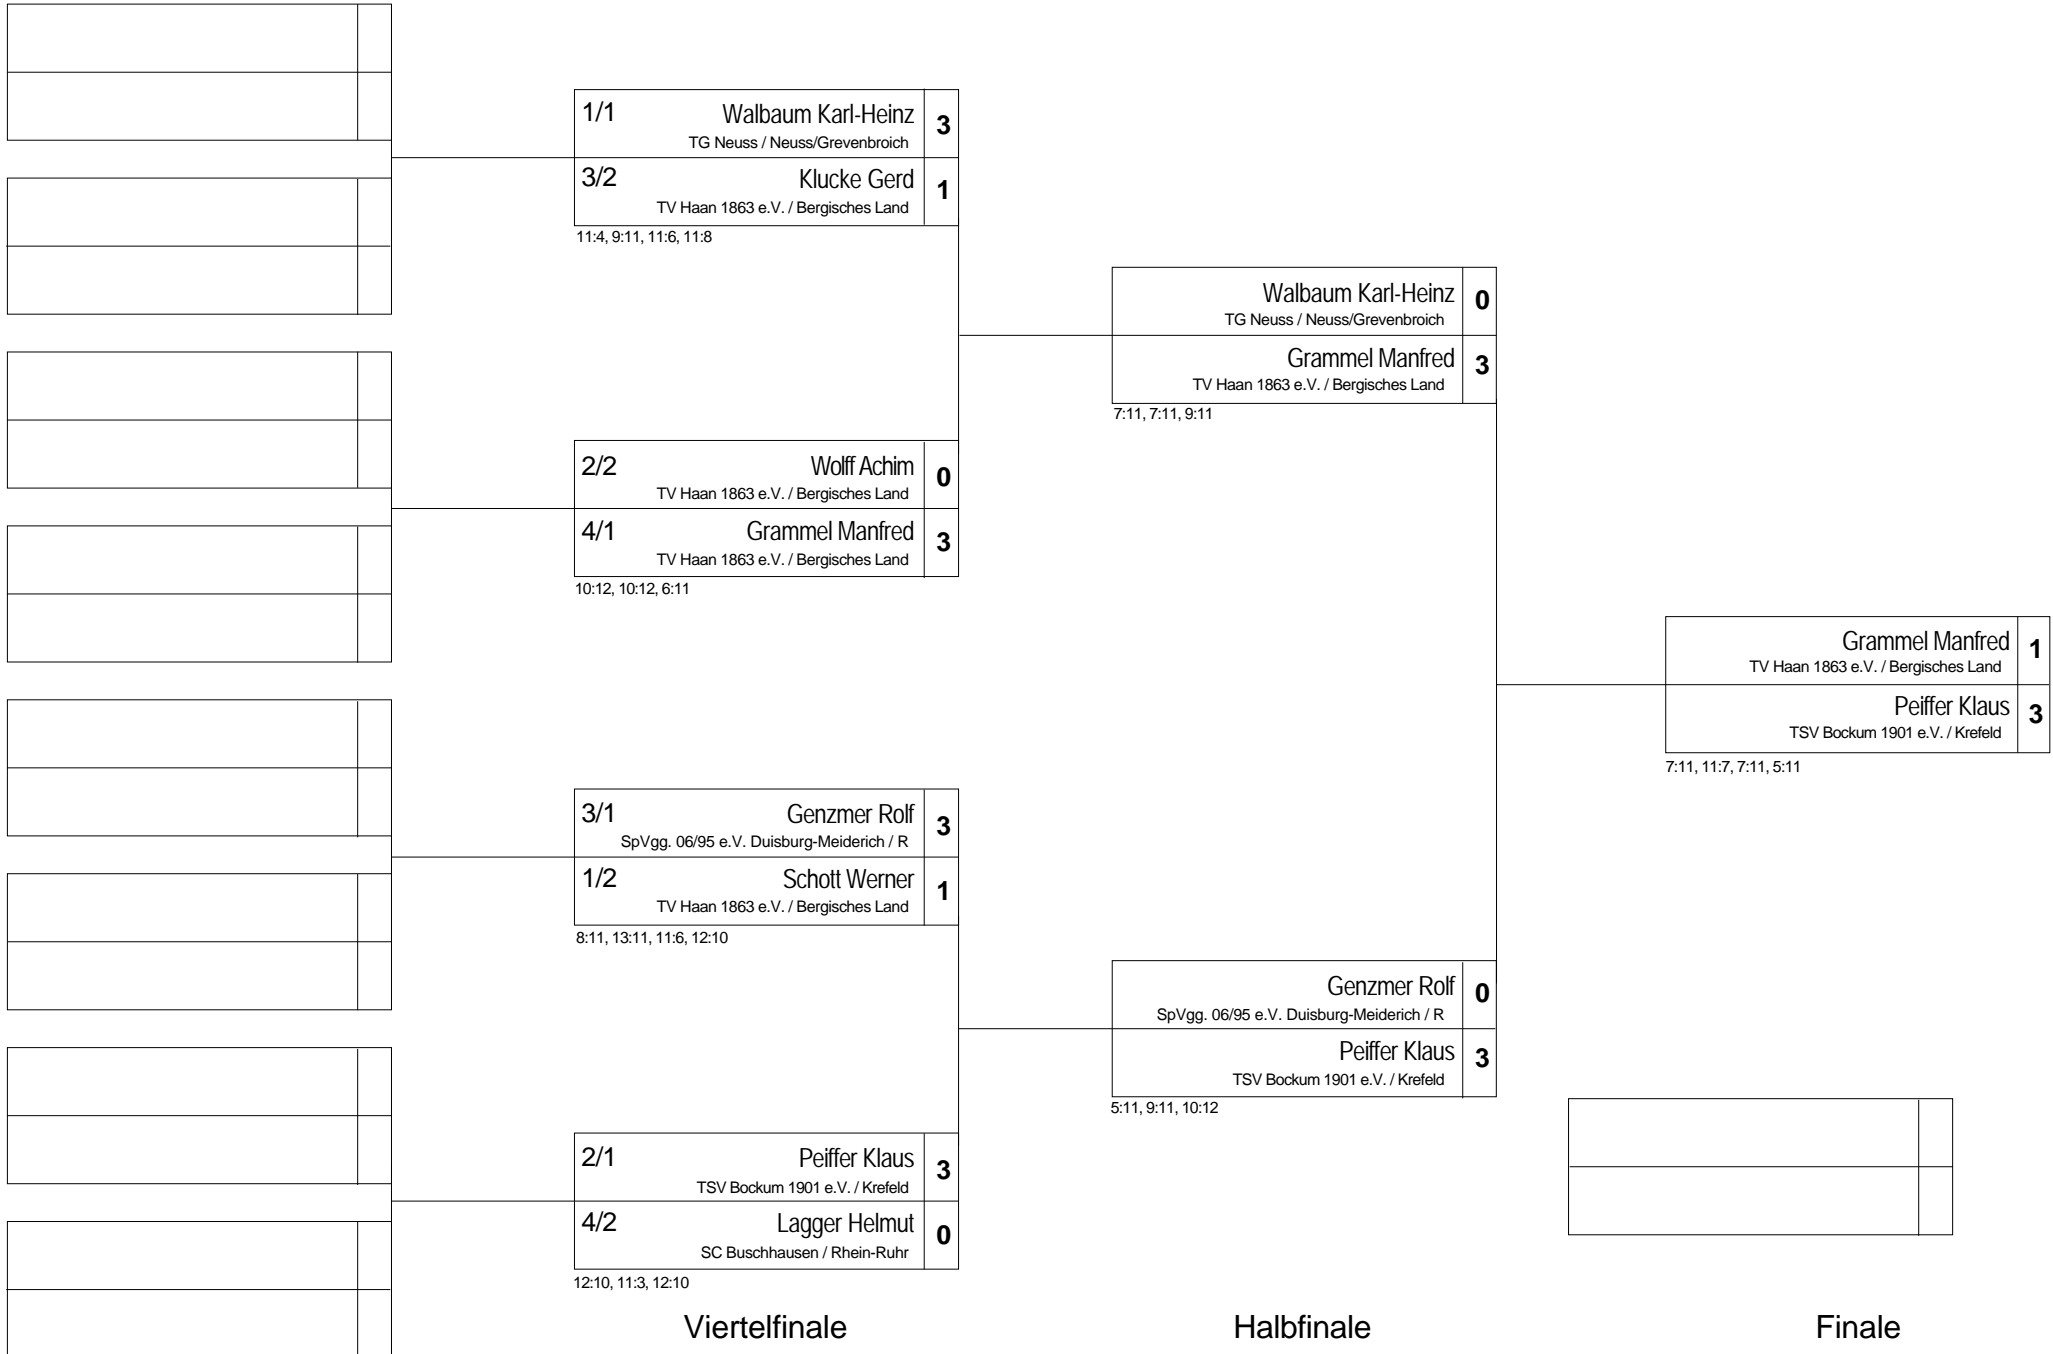 1/1 Walbaum Karl-Heinz 3
TG Neuss / Neuss/Grevenbroich
3/2 Klucke Gerd 1
TV Haan 1863 e.V. / Bergisches Land
11:4, 9:11, 11:6, 11:8
2/2 Wolff Achim 0
TV Haan 1863 e.V. / Bergisches Land
4/1 Grammel Manfred 3
TV Haan 1863 e.V. / Bergisches Land
10:12, 10:12, 6:11
3/1 Genzmer Rolf 3
SpVgg. 06/95 e.V. Duisburg-Meiderich / R
1/2 Schott Werner 1
TV Haan 1863 e.V. / Bergisches Land
8:11, 13:11, 11:6, 12:10
2/1 Peiffer Klaus 3
TSV Bockum 1901 e.V. / Krefeld
4/2 Lagger Helmut 0
SC Buschhausen / Rhein-Ruhr
12:10, 11:3, 12:10
Viertelfinale
Walbaum Karl-Heinz 0
TG Neuss / Neuss/Grevenbroich
Grammel Manfred 3
TV Haan 1863 e.V. / Bergisches Land
7:11, 7:11, 9:11
Genzmer Rolf 0
SpVgg. 06/95 e.V. Duisburg-Meiderich / R
Peiffer Klaus 3
TSV Bockum 1901 e.V. / Krefeld
5:11, 9:11, 10:12
Halbfinale
Grammel Manfred 1
TV Haan 1863 e.V. / Bergisches Land
Peiffer Klaus 3
TSV Bockum 1901 e.V. / Krefeld
7:11, 11:7, 7:11, 5:11
Finale